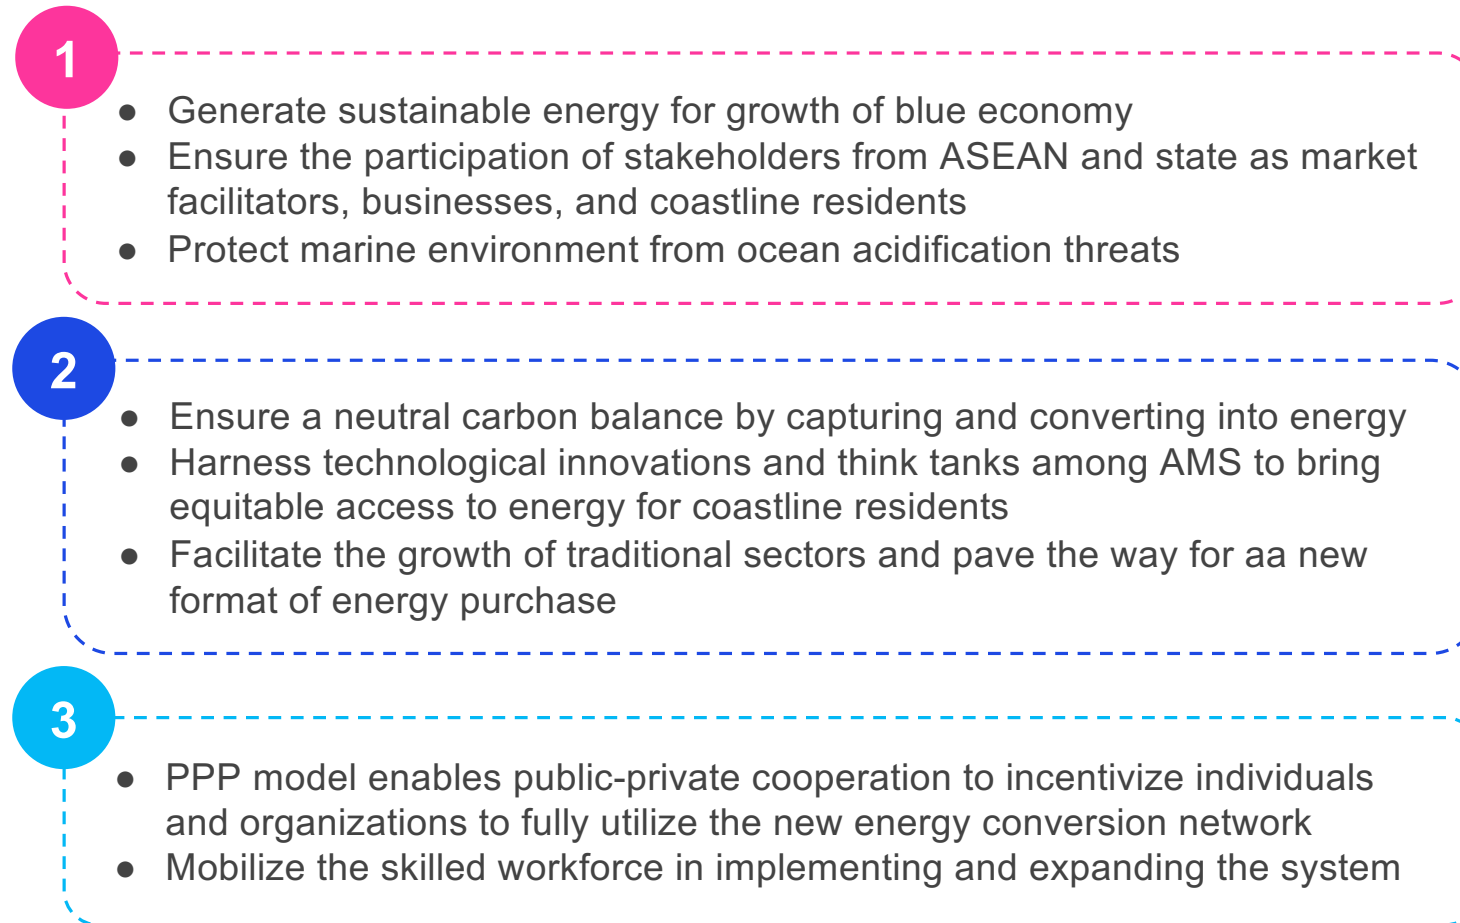 1
● Generate sustainable energy for growth of blue economy
● Ensure the participation of stakeholders from ASEAN and state as market
facilitators, businesses, and coastline residents
● Protect marine environment from ocean acidification threats
2
● Ensure a neutral carbon balance by capturing and converting into energy
● Harness technological innovations and think tanks among AMS to bring
equitable access to energy for coastline residents
● Facilitate the growth of traditional sectors and pave the way for aa new
format of energy purchase
3
● PPP model enables public-private cooperation to incentivize individuals
and organizations to fully utilize the new energy conversion network
● Mobilize the skilled workforce in implementing and expanding the system